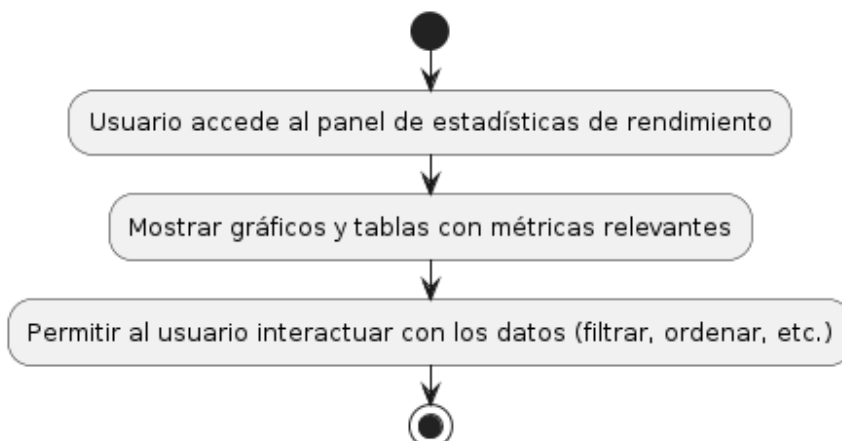 Usuario accede al panel de estadísticas de rendimiento
Mostrar gráficos y tablas con métricas relevantes
Permitir al usuario interactuar con los datos (filtrar, ordenar, etc.)